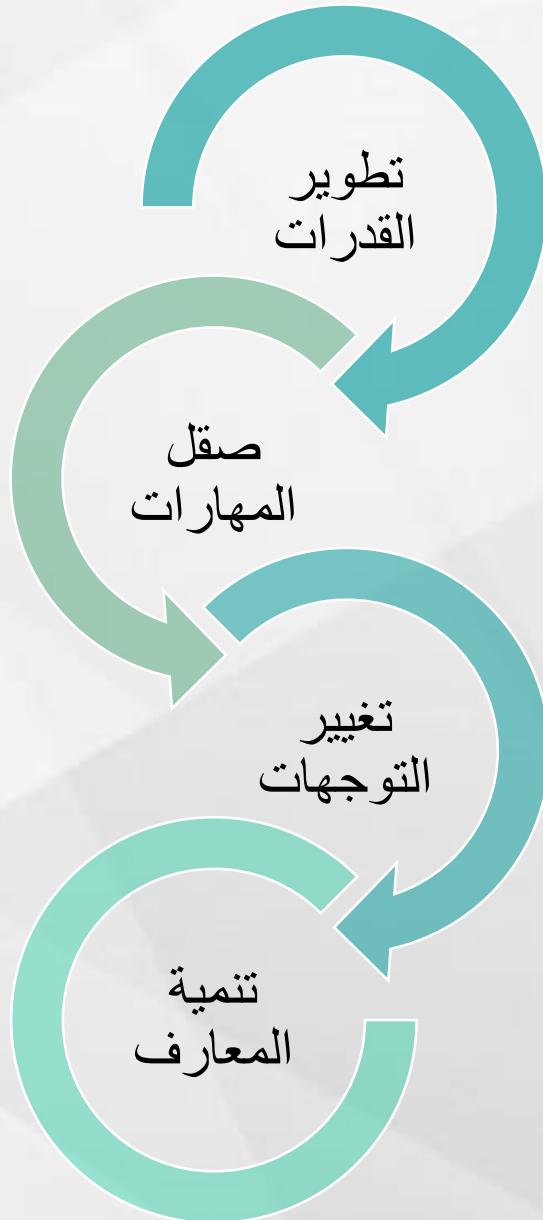 تطوير
القدرات
صقل
المهارات
تغيير
التوجهات
تنمية
المعارف